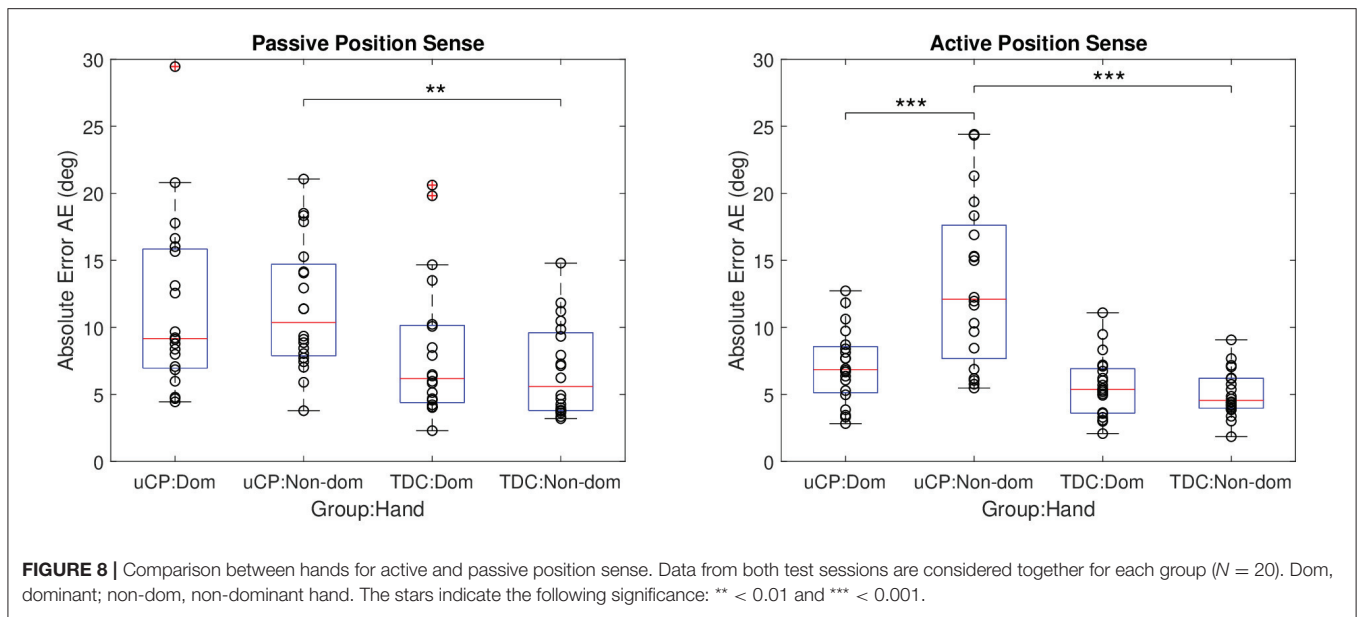 Passive Position Sense
30
25
20
15
10
5
0
Absolute Error AE (deg)
**
uCP:Dom
uCP:Non-dom
TDC:Dom
TDC:Non-dom
Group:Hand
Active Position Sense
30
25
20
15
10
5
0
Absolute Error AE (deg)
***
***
uCP:Dom
uCP:Non-dom
TDC:Dom
TDC:Non-dom
Group:Hand
FIGURE 8 | Comparison between hands for active and passive position sense. Data from both test sessions are considered together for each group (N = 20). Dom,
dominant; non-dom, non-dominant hand. The stars indicate the following significance: ** < 0.01 and *** < 0.001.